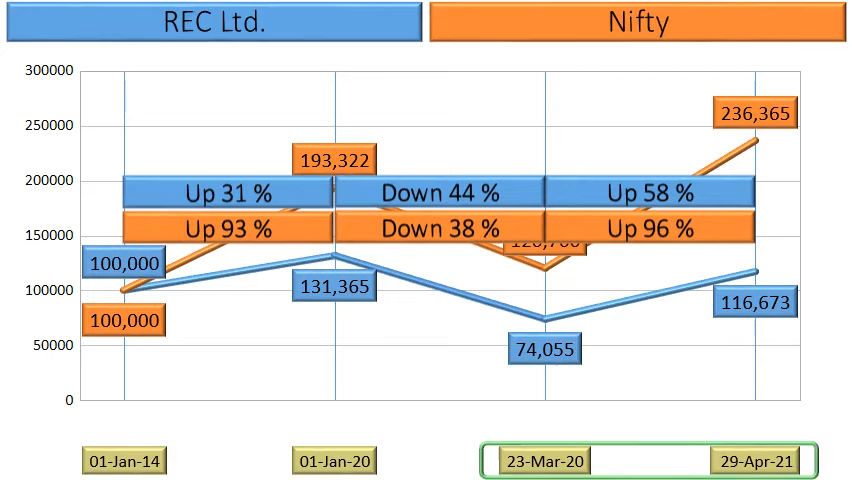 REC Ltd.
Nifty
300000
250000
200000
150000
100000
50000
0
236,365
193,322
Up 31 %
Down 44 %
Up 58 %
Up 93 %
Down 38 %
Up 96 %
100,000
131,365
116,673
100,000
74,055
01-Jan-14
01-Jan-20
23-Mar-20
29-Apr-21